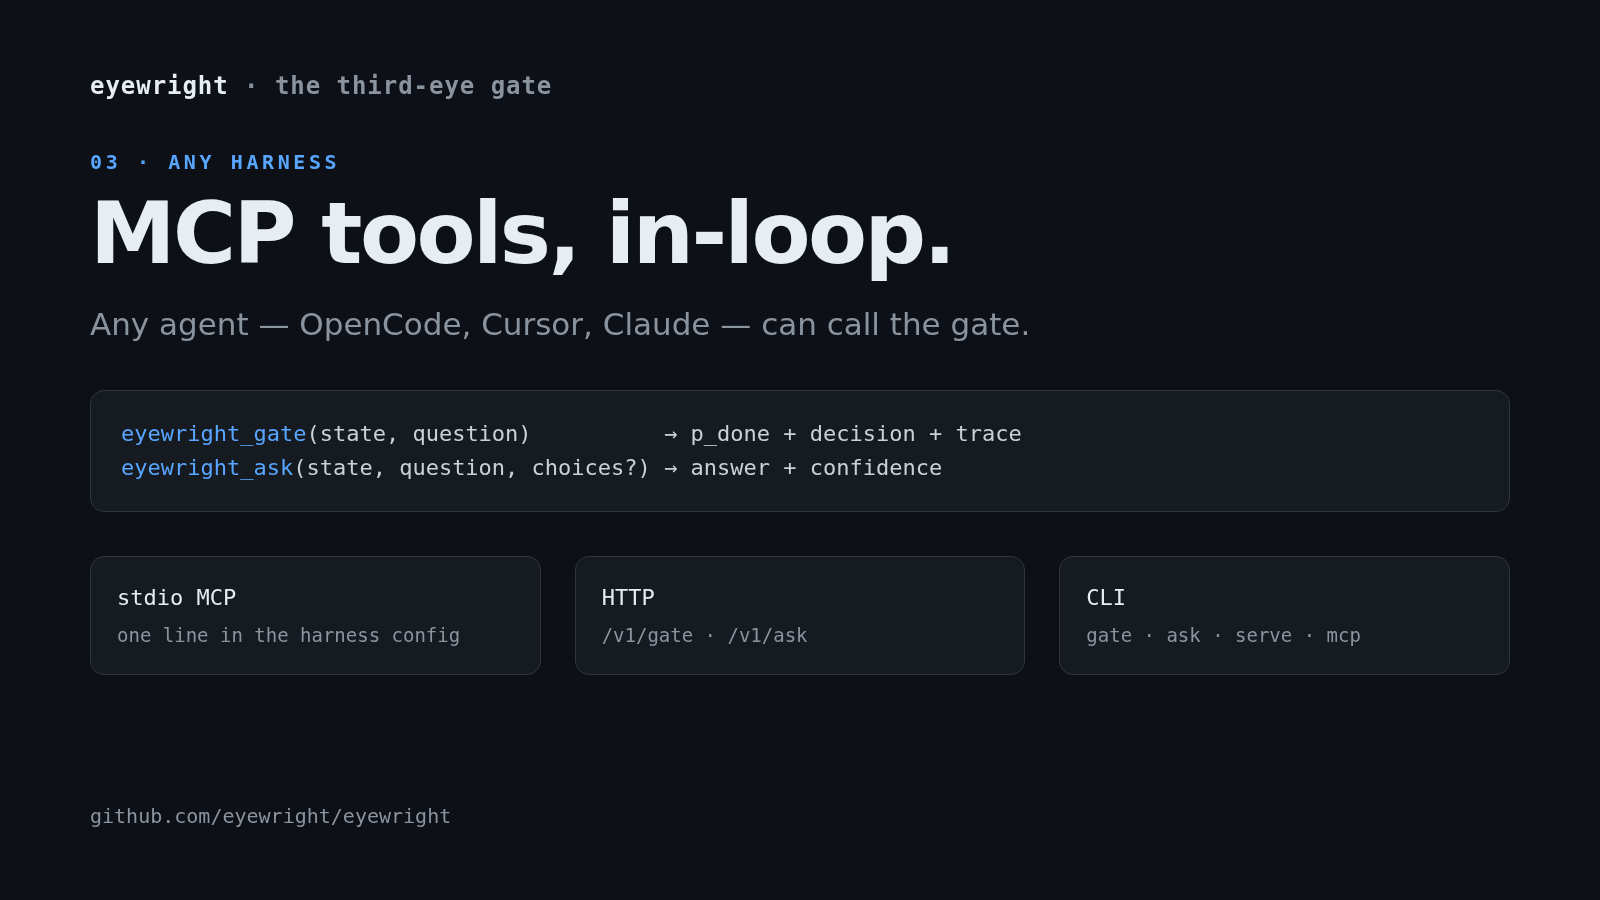 eyewright · the third-eye gate
03 · ANY HARNESS
MCP tools, in-loop.
Any agent — OpenCode, Cursor, Claude — can call the gate.
eyewright_gate(state, question)          → p_done + decision + trace
eyewright_ask(state, question, choices?) → answer + confidence
stdio MCP
one line in the harness config
HTTP
/v1/gate · /v1/ask
CLI
gate · ask · serve · mcp
github.com/eyewright/eyewright